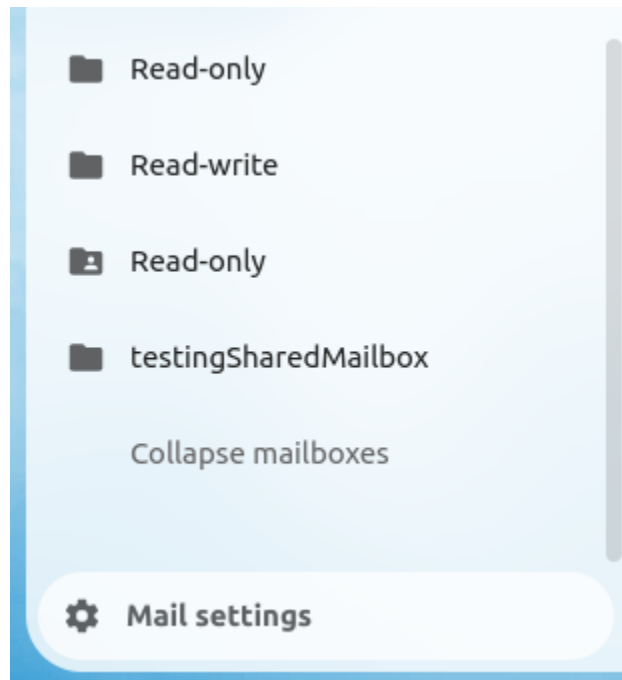 Read-only
Read-write
Read-only
testingSharedMailbox
Collapse mailboxes
Mail settings